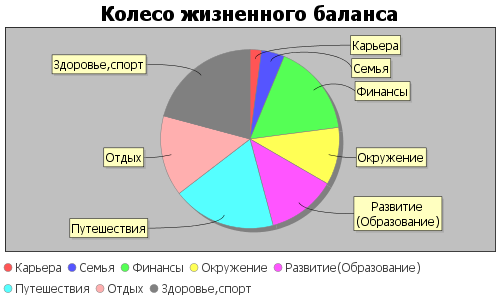 Колесо жизненного баланса
Карьера
Здоровье,спорт
Семья
Финансы
Отдых
Окружение
Развитие
(Образование)
Путешествия
Карьера Семья Финансы Окружение Развитие(Образование)
Путешествия Отдых Здоровье,спорт